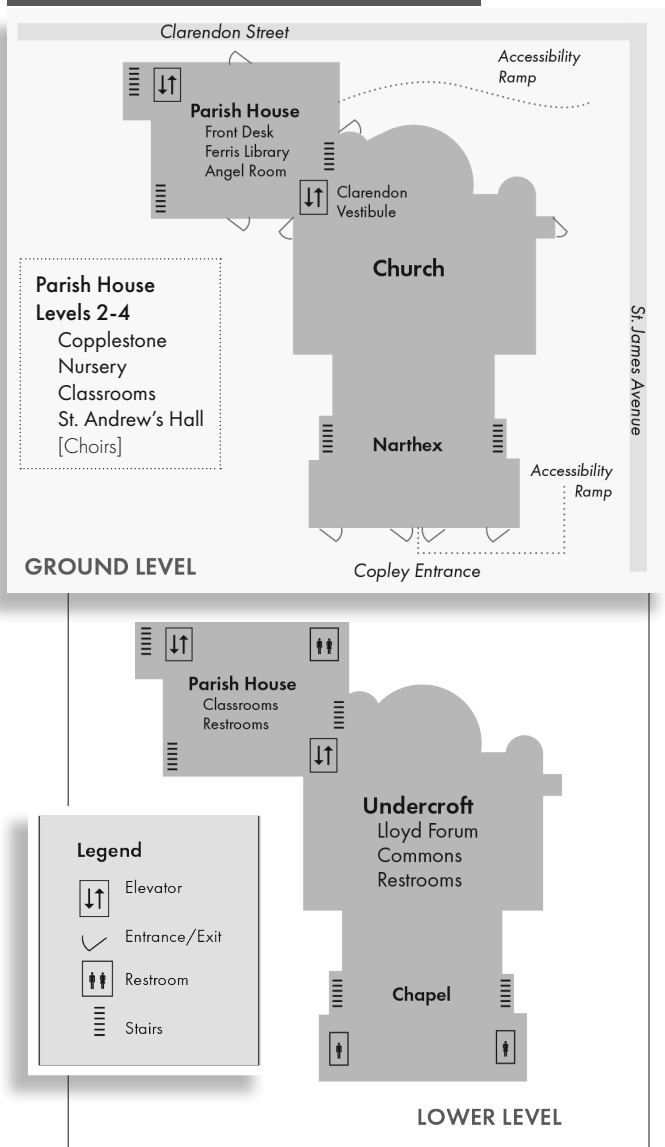 Clarendon Street
Accessibility
Ramp
Parish House
Front Desk
Ferris Library
Angel Room
Clarendon
Vestibule
Church
Parish House
Levels 2-4
Copplestone
Nursery
Classrooms
St. Andrew's Hall
[Choirs]
St. James Avenue
Narthex
Accessibility
Ramp
GROUND LEVEL
Copley Entrance
Parish House
Classrooms
Restrooms
Undercroft
Lloyd Forum
Commons
Restrooms
Legend
Elevator
Entrance/Exit
Restroom
Stairs
Chapel
LOWER LEVEL